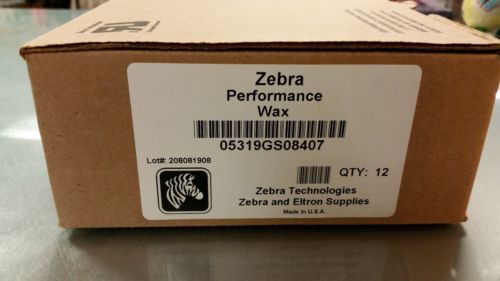 Zebra
Performance
Wax
05319GS08407
Lot#: 208081908
QTY: 12
Zebra Technologies
Zebra and Eltron Supplies
Made In U.S.A.